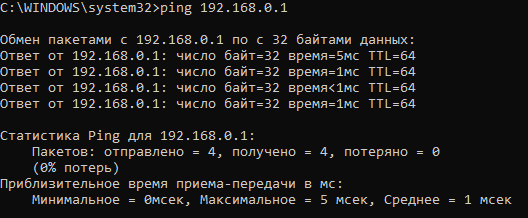 C:\WINDOWS\system32>ping 192.168.0.1
Обмен пакетами с 192.168.0.1 по с 32 байтами данных:
Ответ от 192.168.0.1: число байт=32 время=5мс TTL=64
Ответ от 192.168.0.1: число байт=32 время=1мс TTL=64
Ответ от 192.168.0.1: число байт=32 время<1мс TTL=64
Ответ от 192.168.0.1: число байт=32 время=1мс TTL=64
Статистика Ping для 192.168.0.1:
Пакетов: отправлено = 4, получено = 4, потеряно = 0
(0% потерь)
Приблизительное время приема-передачи в мс:
Минимальное = 0мсек, Максимальное = 5 мсек, Среднее = 1 мсек